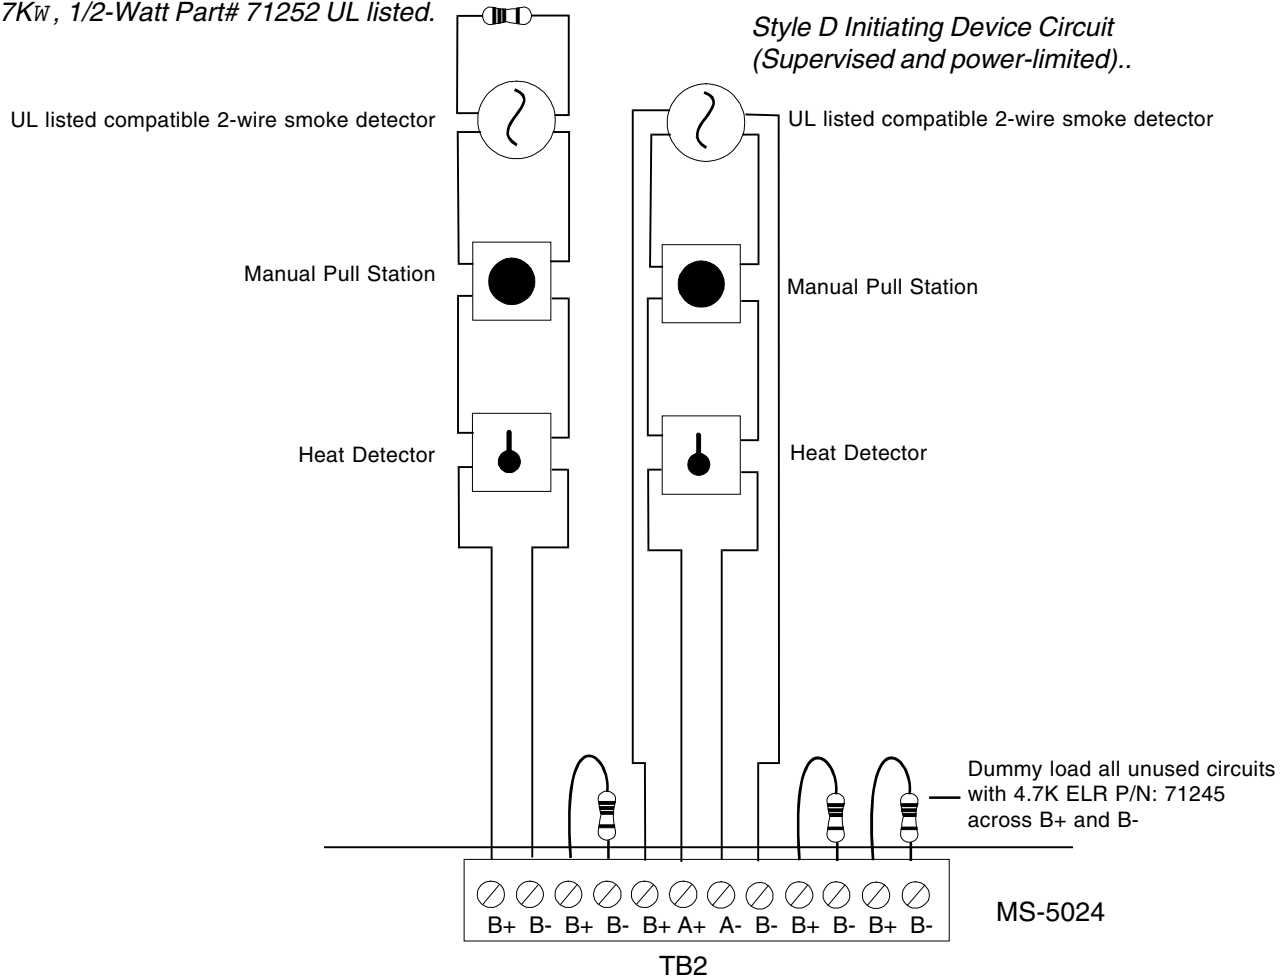 7Kw, 1/2-Watt Part# 71252 UL listed.
Style D Initiating Device Circuit
(Supervised and power-limited)..
UL listed compatible 2-wire smoke detector
UL listed compatible 2-wire smoke detector
Manual Pull Station
Manual Pull Station
Heat Detector
Heat Detector
Dummy load all unused circuits
with 4.7K ELR P/N: 71245
across B+ and B-
B+ B- B+ B- B+ A+ A- B- B+ B- B+ B-
MS-5024
TB2